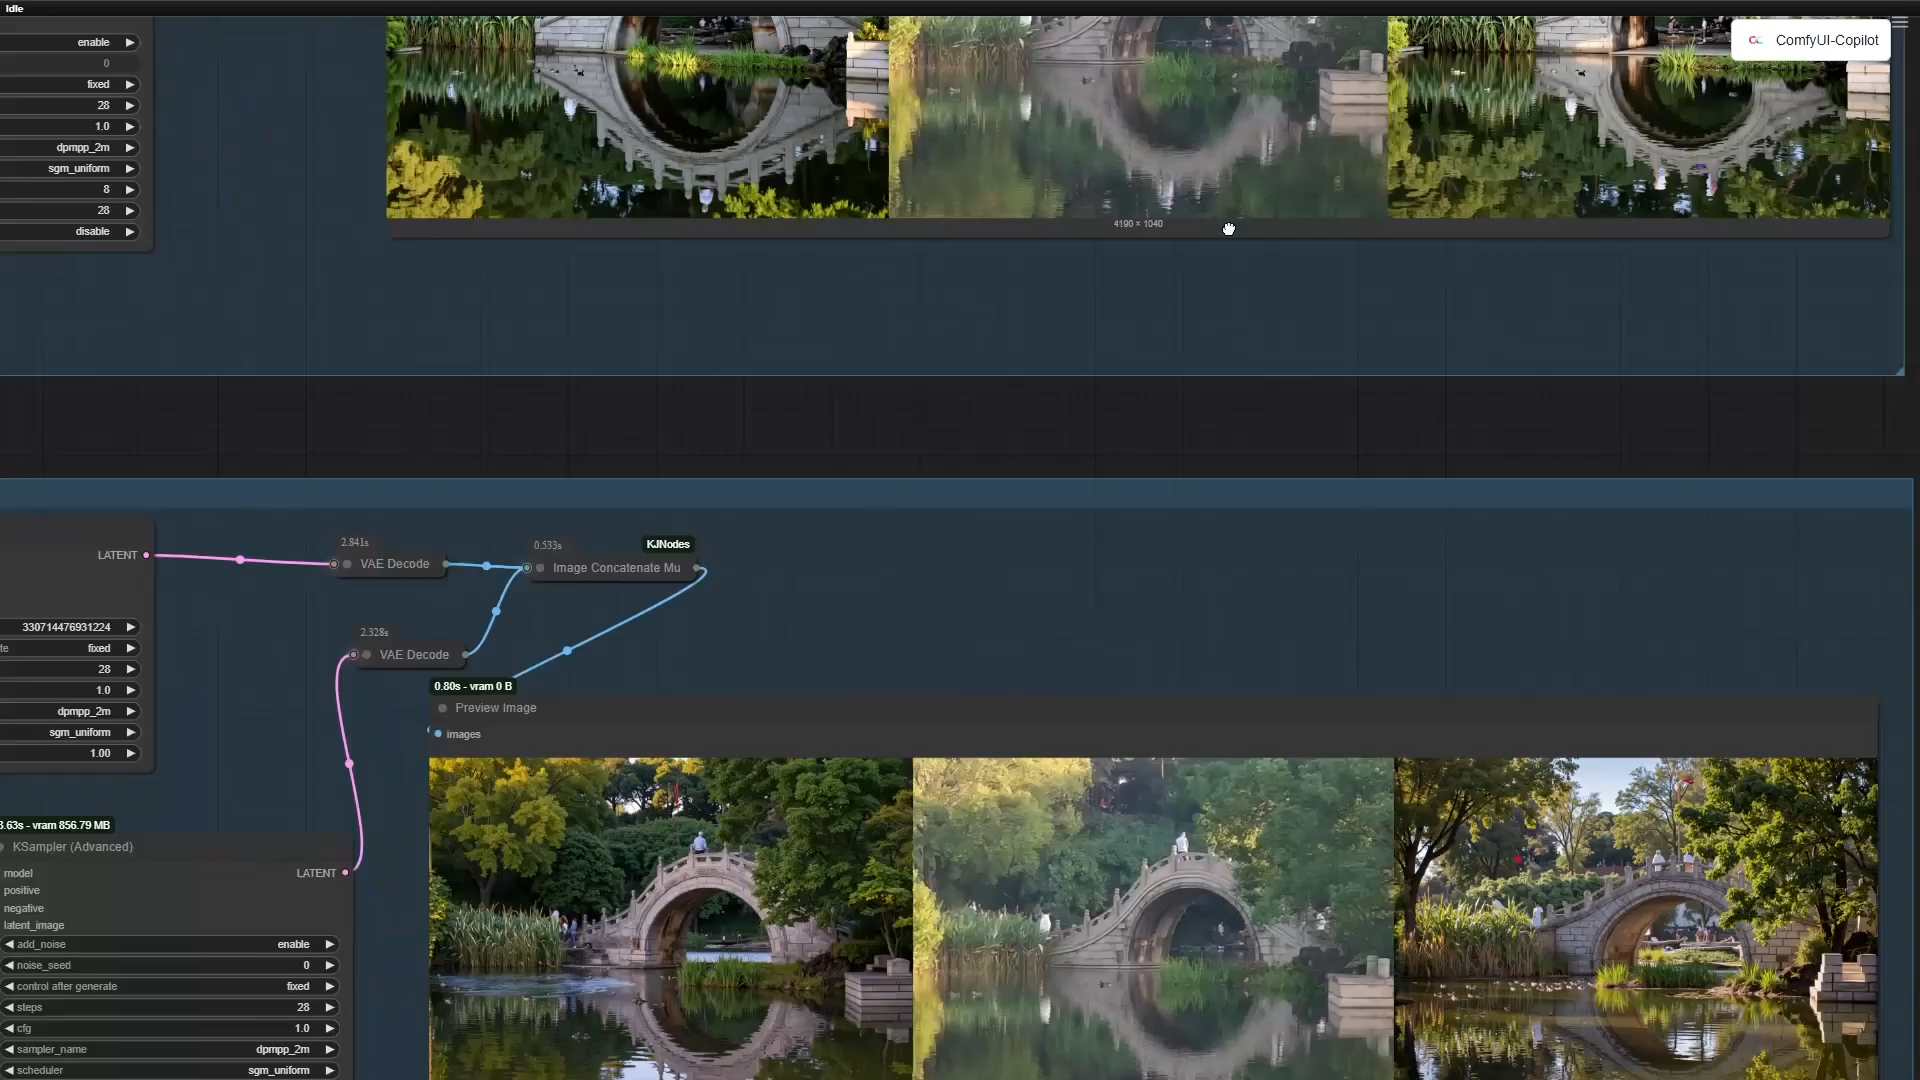 Idle
ComfyUI-Copilot
enable
0
fixed
28
1.0
dpmpp_2m
sgm_uniform
8
28
disable
4190 × 1040
LATENT
2.841s
VAE Decode
0.533s
KJNodes
Image Concatenate Mu
330714476931224
te
fixed
28
1.0
dpmpp_2m
sgm_uniform
1.00
2.328s
VAE Decode
0.80s - vram 0 B
Preview Image
images
3.63s - vram 856.79 MB
KSampler (Advanced)
model
LATENT
positive
negative
latent_image
add_noise enable
noise_seed 0
control after generate fixed
steps 28
cfg 1.0
sampler_name dpmpp_2m
scheduler sgm_uniform